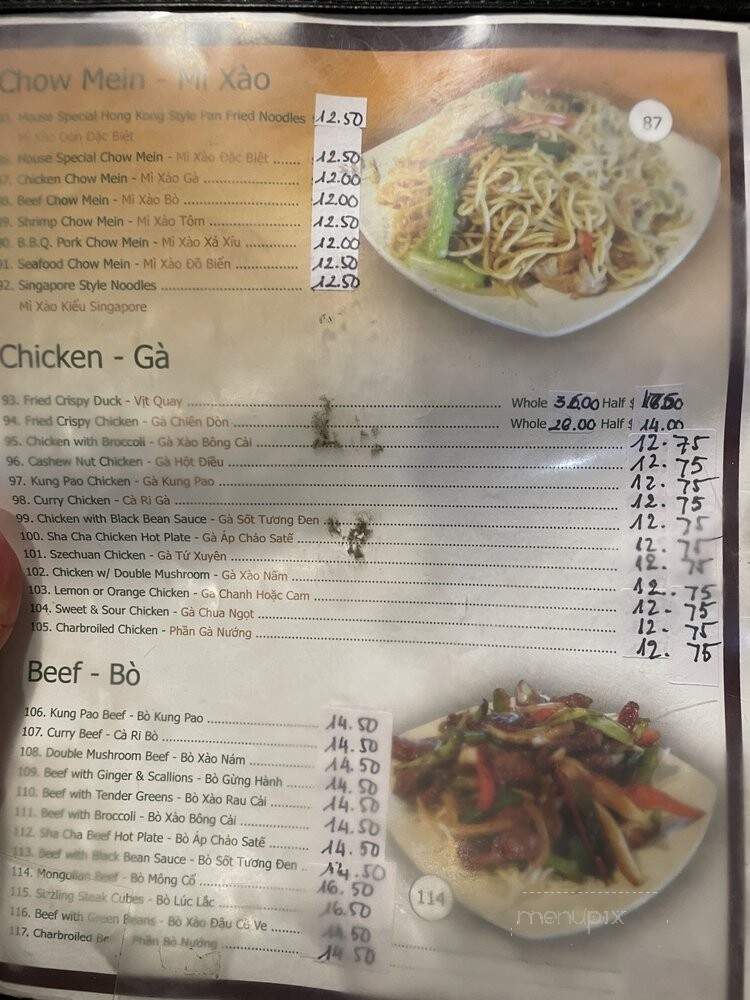 Chow Mein - Mì Xào
House Special Hong Kong Style Pan Fried Noodles 12.50
Mì Xào Dòn Đặc Biệt
House Special Chow Mein - Mì Xào Đặc Biệt ...... 12.50
Chicken Chow Mein - Mì Xào Gà ........ 12.00
Beef Chow Mein - Mì Xào Bò ........ 12.00
Shrimp Chow Mein - Mì Xào Tôm ........ 12.50
B.B.Q. Pork Chow Mein - Mì Xào Xá Xíu ........ 12.00
91. Seafood Chow Mein - Mì Xào Đồ Biển ........ 12.50
92. Singapore Style Noodles ........ 12.50
Mì Xào Kiểu Singapore
87
Chicken - Gà
93. Fried Crispy Duck - Vịt Quay ........ Whole Half $
94. Fried Crispy Chicken - Gà Chiên Dòn ........ Whole 28.00 Half $ 14.00
95. Chicken with Broccoli - Gà Xào Bông Cải ........ 12.75
96. Cashew Nut Chicken - Gà Hột Điều ........ 12.75
97. Kung Pao Chicken - Gà Kung Pao ........ 12.75
98. Curry Chicken - Cà Ri Gà ........ 12.75
99. Chicken with Black Bean Sauce - Gà Sốt Tương Đen ........ 12.75
100. Sha Cha Chicken Hot Plate - Gà Áp Chảo Satế ........ 12.75
101. Szechuan Chicken - Gà Tứ Xuyên ........ 12.75
102. Chicken w/ Double Mushroom - Gà Xào Nấm ........ 12.75
103. Lemon or Orange Chicken - Gà Chanh Hoặc Cam ........ 12.75
104. Sweet & Sour Chicken - Gà Chua Ngọt ........ 12.75
105. Charbroiled Chicken - Phần Gà Nướng ........ 12.75
Beef - Bò
106. Kung Pao Beef - Bò Kung Pao ........ 14.50
107. Curry Beef - Cà Ri Bò ........ 14.50
108. Double Mushroom Beef - Bò Xào Nấm ........ 14.50
109. Beef with Ginger & Scallions - Bò Gừng Hành ........ 14.50
110. Beef with Tender Greens - Bò Xào Rau Cải ........ 14.50
111. Beef with Broccoli - Bò Xào Bông Cải ........ 14.50
112. Sha Cha Beef Hot Plate - Bò Áp Chảo Satế ........ 14.50
113. Beef with Black Bean Sauce - Bò Sốt Tương Đen .. 14.50
114. Mongolian Beef - Bò Mông Cổ ........ 16.50
115. Sizzling Steak Cubes - Bò Lúc Lắc ........ 16.50
116. Beef with Green Beans - Bò Xào Đậu Cô Ve ........ 14.50
117. Charbroiled Phần Bò Nướng ........ 14.50
114
menupix